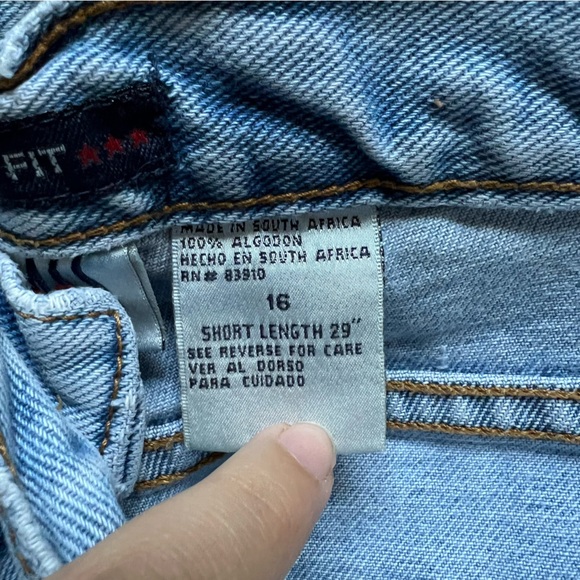 FIT ★★★
MADE IN SOUTH AFRICA
100% ALGODON
HECHO EN SOUTH AFRICA
RN# 83910
16
SHORT LENGTH 29"
SEE REVERSE FOR CARE
VER AL DORSO
PARA CUIDADO